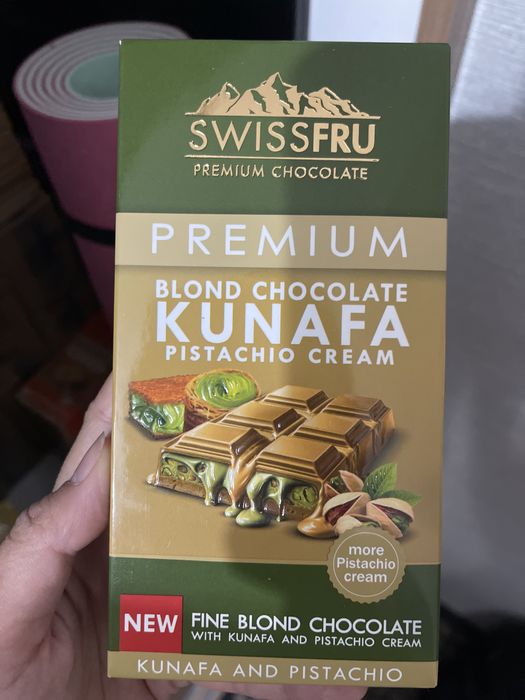 SWISSFRU
PREMIUM CHOCOLATE
PREMIUM
BLOND CHOCOLATE
KUNAFA
PISTACHIO CREAM
more
Pistachio
cream
NEW
FINE BLOND CHOCOLATE
WITH KUNAFA AND PISTACHIO CREAM
KUNAFA AND PISTACHIO